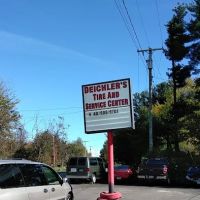 DEICHLER'S
TIRE AND
SERVICE CENTER